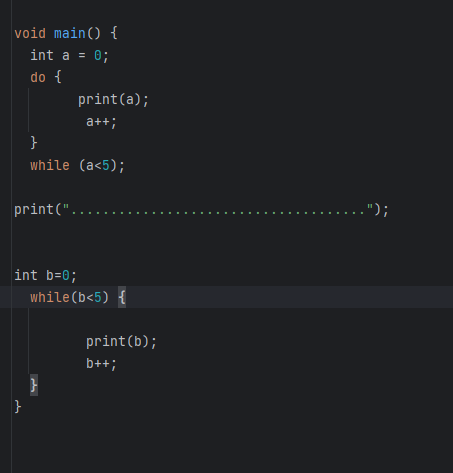 void main() {
int a = 0;
do {
print(a);
a++;
}
while (a<5);
print(".....................................");
int b=0;
while(b<5) {
print(b);
b++;
}
}